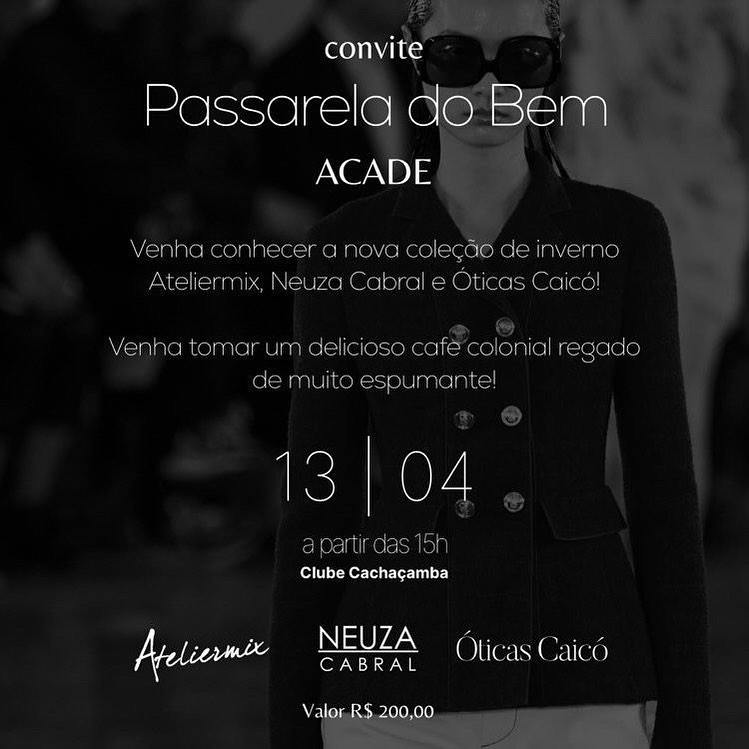 convite
Passarela do Bem
ACADE
Venha conhecer a nova coleção de inverno
Ateliermix, Neuza Cabral e Óticas Caicó!
Venha tomar um delicioso cafe colonial regado
de muito espumante!
13 | 04
a partir das 15h
Clube Cachaçamba
Ateliermix
NEUZA
CABRAL
Óticas Caicó
Valor R$ 200,00